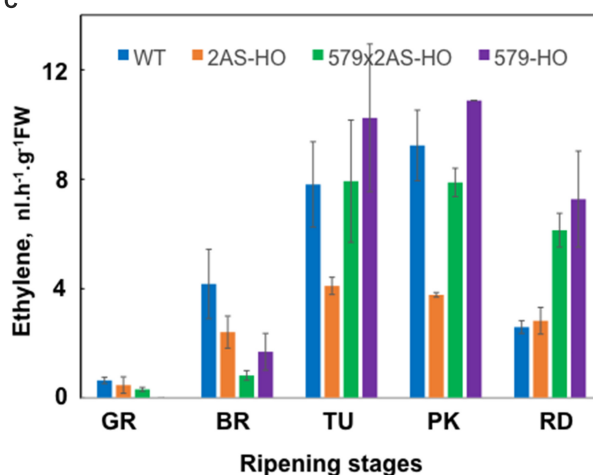 C
WT 2AS-HO 579x2AS-HO 579-HO
12
8
4
0
Ethylene, nl.h⁻¹.g⁻¹FW
GR BR TU PK RD
Ripening stages